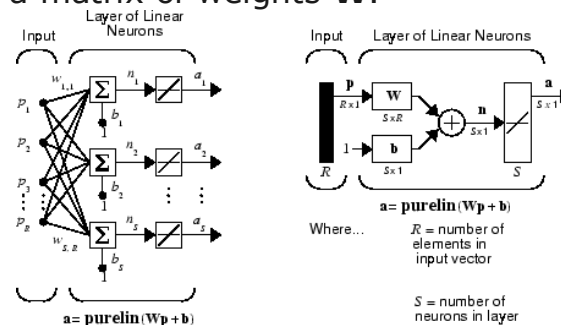 a matrix of weights W.
Input
Layer of Linear
Neurons
w1,1
n1
a1
p1
b1
1
p2
n2
a2
p3
b2
1
pR
wS, R
nS
aS
bS
1
a= purelin(Wp + b)
Input
Layer of Linear Neurons
p
R x 1
W
S x R
n
S x 1
a
S x 1
1
b
S x 1
R
S
a= purelin(Wp + b)
Where...
R = number of
elements in
input vector
S = number of
neurons in layer